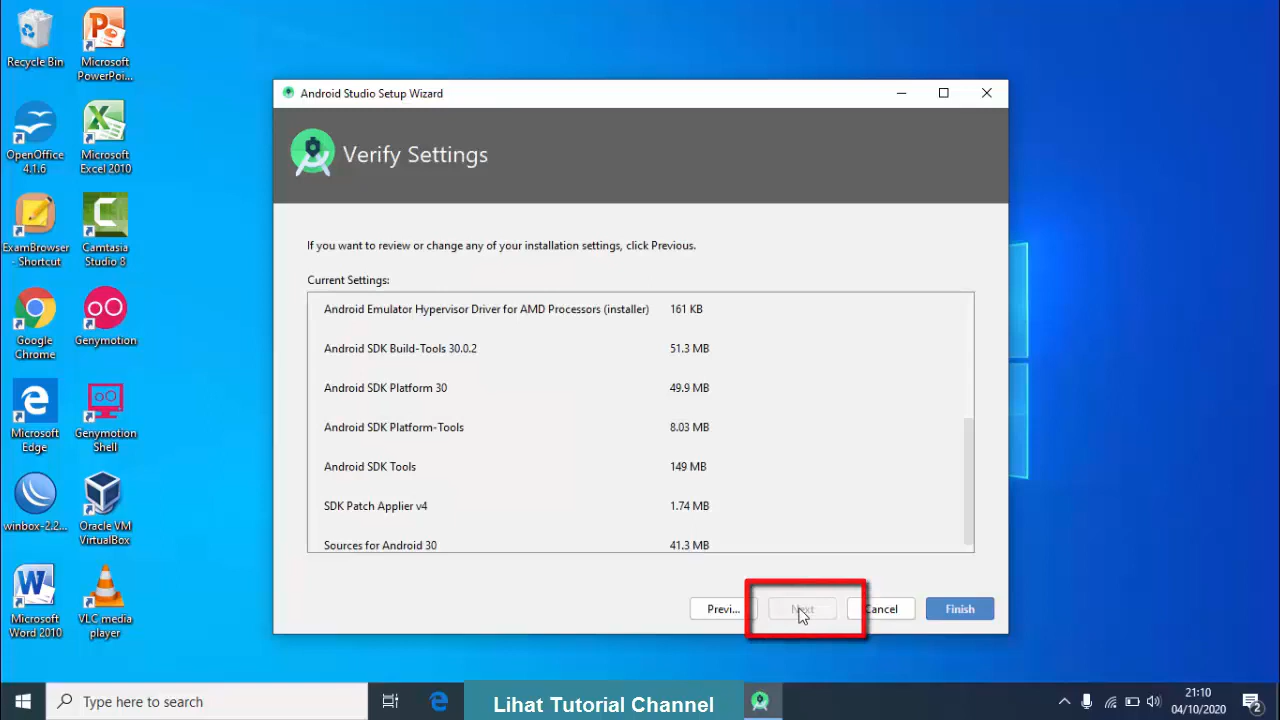 Recycle Bin
Microsoft
PowerPoi...
OpenOffice
4.1.6
Microsoft
Excel 2010
ExamBrowser
- Shortcut
Camtasia
Studio 8
Google
Chrome
Genymotion
Microsoft
Edge
Genymotion
Shell
winbox-2.2...
Oracle VM
VirtualBox
Microsoft
Word 2010
VLC media
player
Android Studio Setup Wizard
Verify Settings
If you want to review or change any of your installation settings, click Previous.
Current Settings:
Android Emulator Hypervisor Driver for AMD Processors (installer) 161 KB
Android SDK Build-Tools 30.0.2 51.3 MB
Android SDK Platform 30 49.9 MB
Android SDK Platform-Tools 8.03 MB
Android SDK Tools 149 MB
SDK Patch Applier v4 1.74 MB
Sources for Android 30 41.3 MB
Previ... Next Cancel Finish
Type here to search
Lihat Tutorial Channel
21:10
04/10/2020
2